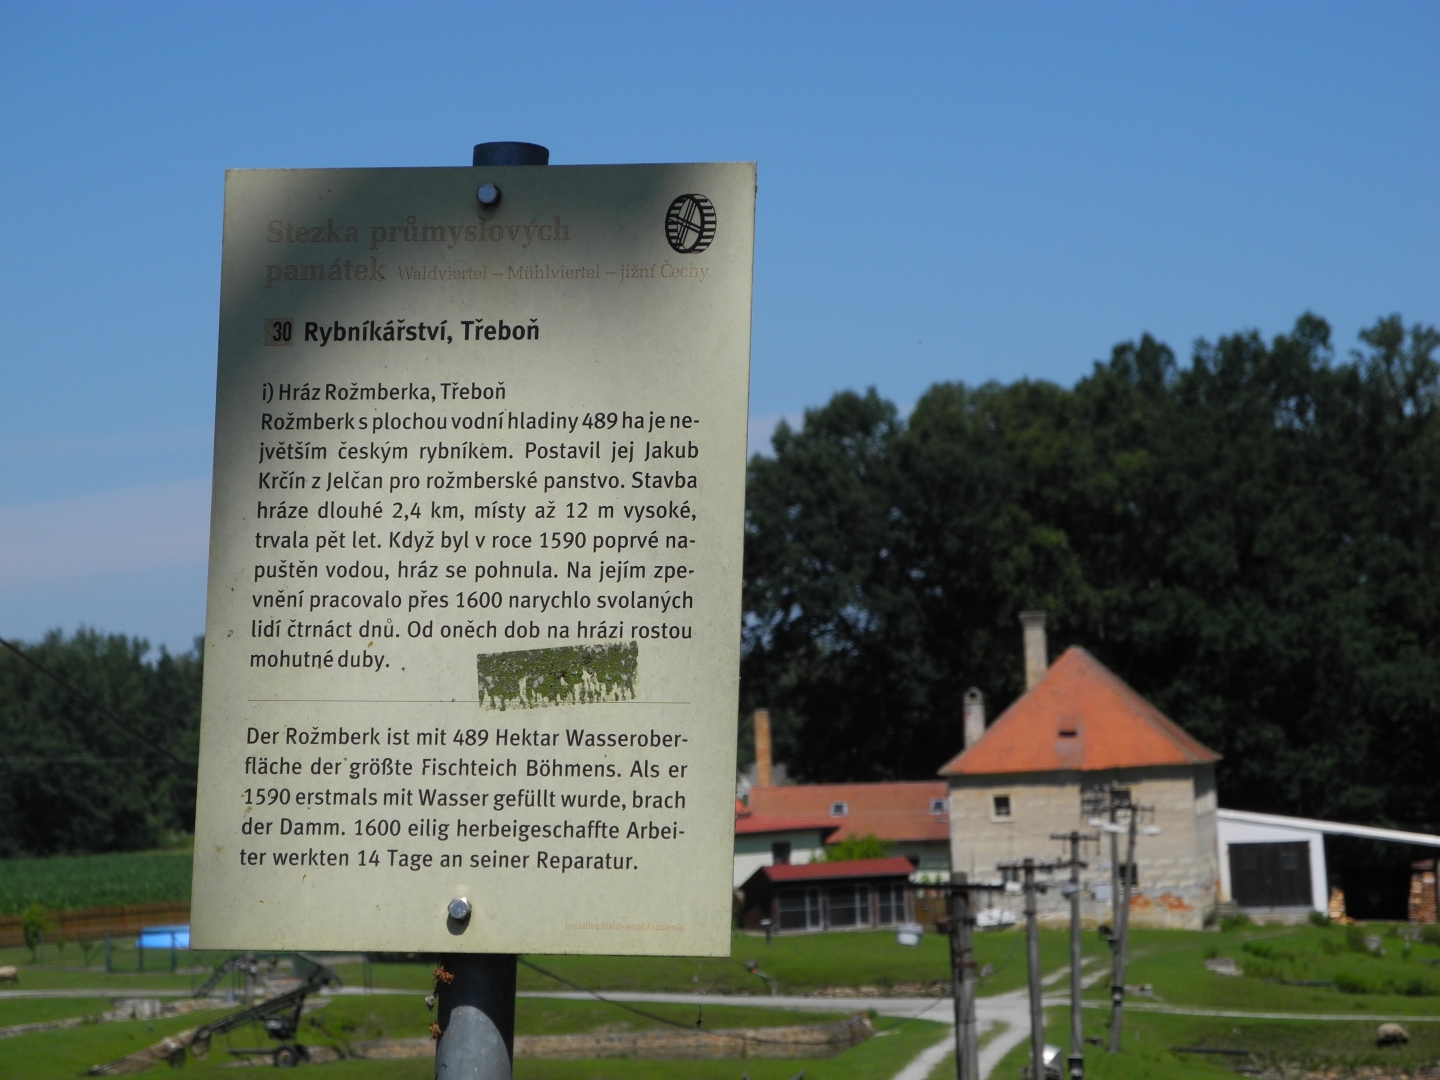 Stezka průmyslových
památek Waldviertel – Mühlviertel – jižní Čechy
30 Rybníkářství, Třeboň
i) Hráz Rožmberka, Třeboň
Rožmberk s plochou vodní hladiny 489 ha je ne-
jvětším českým rybníkem. Postavil jej Jakub
Krčín z Jelčan pro rožmberské panstvo. Stavba
hráze dlouhé 2,4 km, místy až 12 m vysoké,
trvala pět let. Když byl v roce 1590 poprvé na-
puštěn vodou, hráz se pohnula. Na jejím zpe-
vnění pracovalo přes 1600 narychlo svolaných
lidí čtrnáct dnů. Od oněch dob na hrázi rostou
mohutné duby.
Der Rožmberk ist mit 489 Hektar Wasserober-
fläche der größte Fischteich Böhmens. Als er
1590 erstmals mit Wasser gefüllt wurde, brach
der Damm. 1600 eilig herbeigeschaffte Arbei-
ter werkten 14 Tage an seiner Reparatur.
Iniciativa Waldviertel Akademie